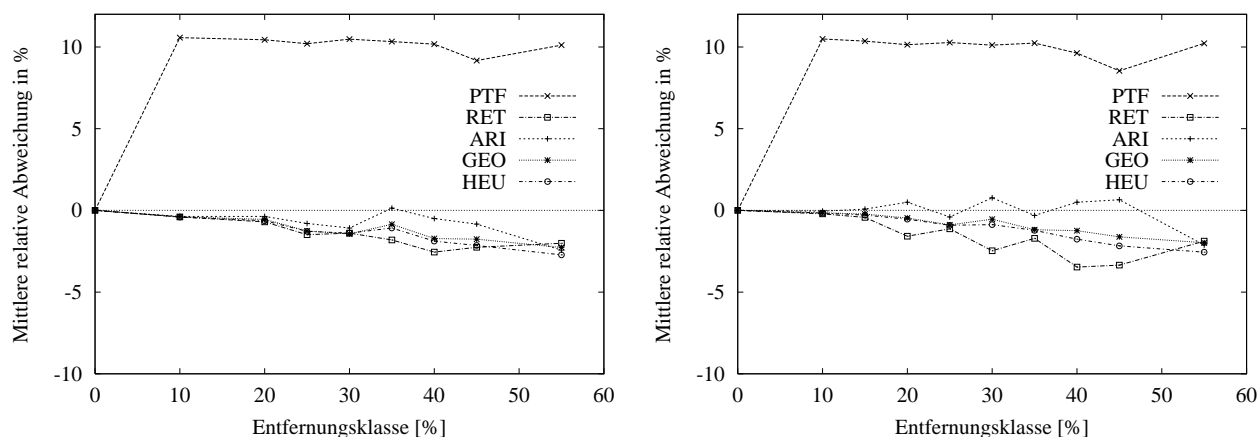 Mittlere relative Abweichung in %
10
5
0
-5
-10
PTF
RET
ARI
GEO
HEU
0 10 20 30 40 50 60
Entfernungsklasse [%]
Mittlere relative Abweichung in %
10
5
0
-5
-10
PTF
RET
ARI
GEO
HEU
0 10 20 30 40 50 60
Entfernungsklasse [%]